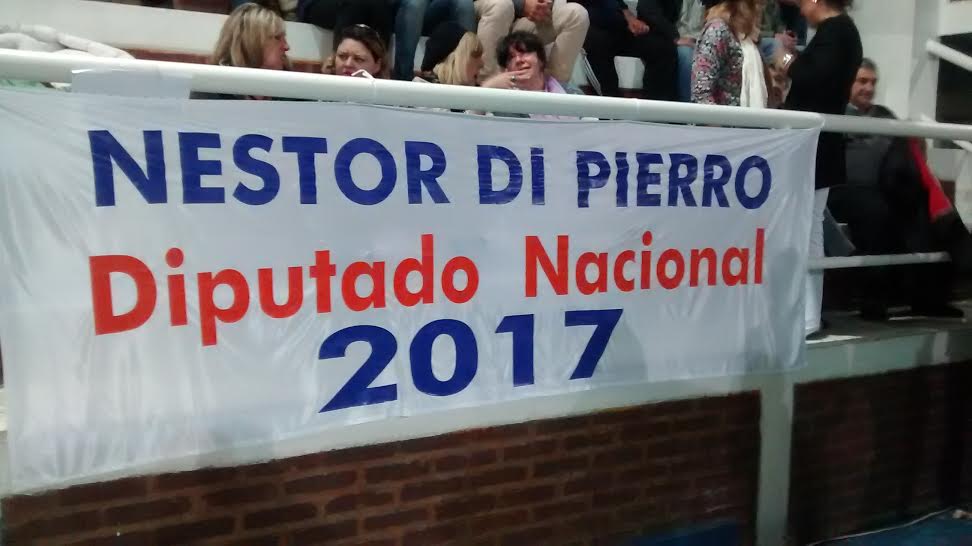 NESTOR DI PIERRO
Diputado Nacional
2017